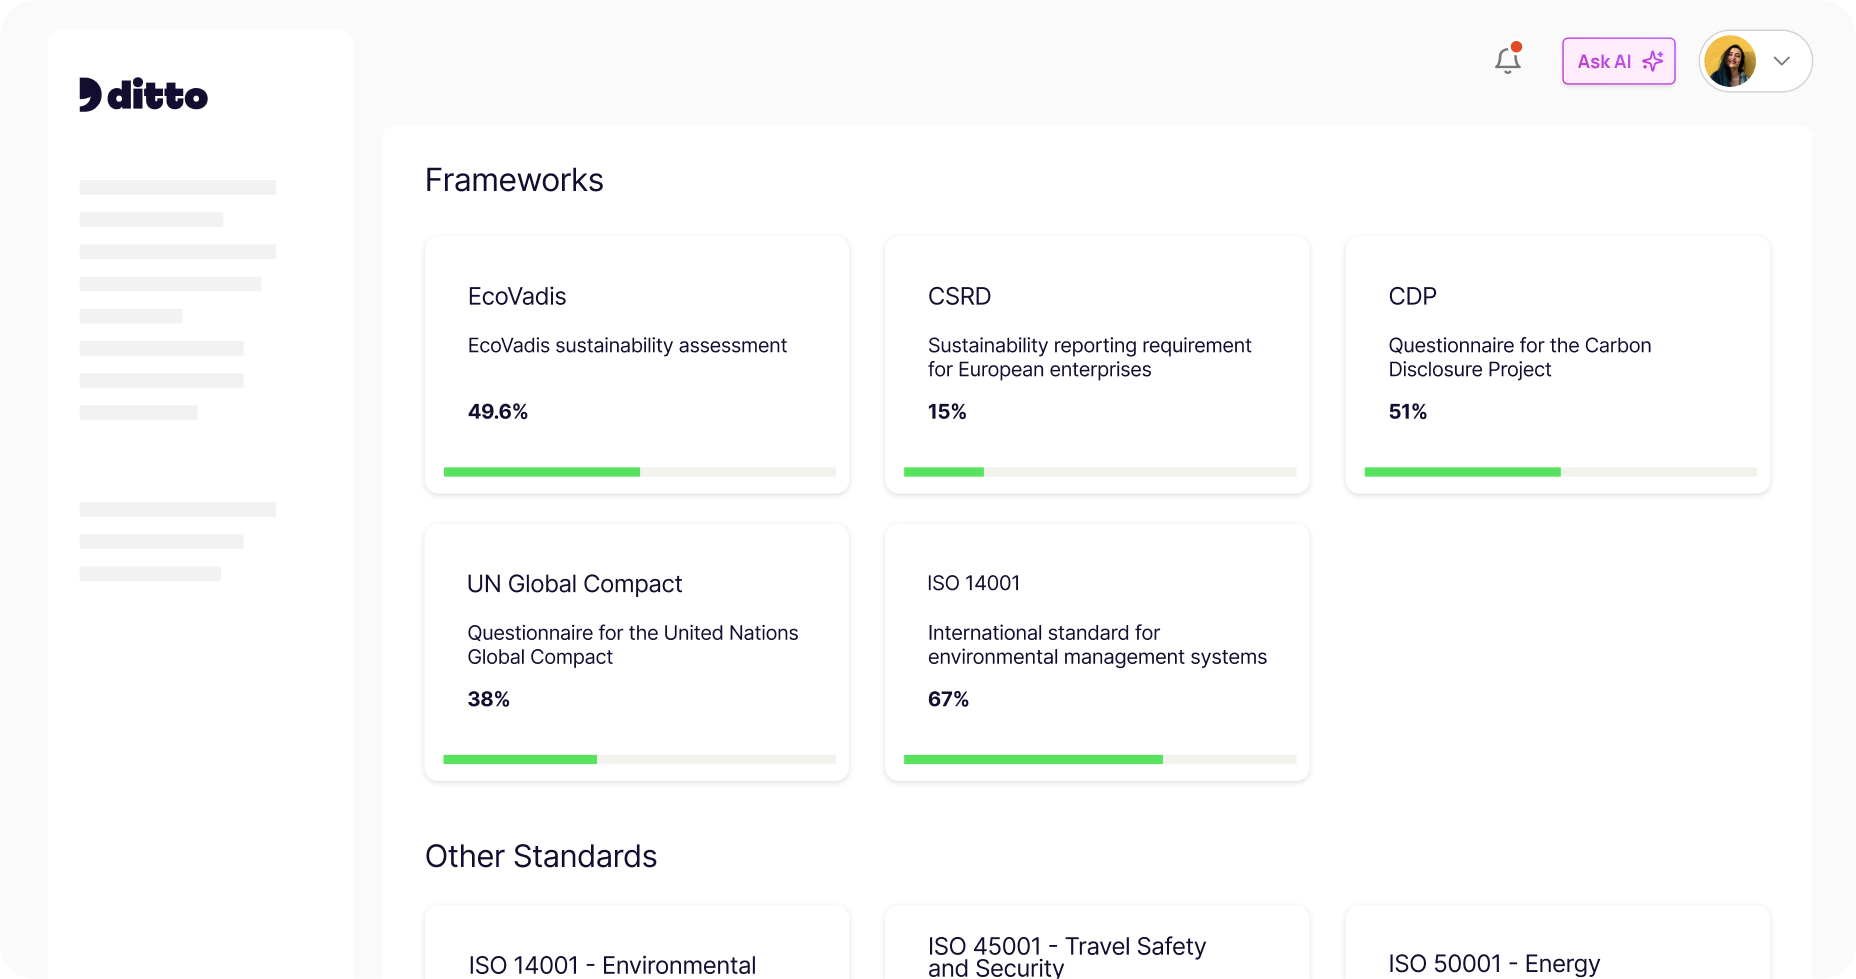 ditto
Ask AI
Frameworks
EcoVadis
EcoVadis sustainability assessment
49.6%
CSRD
Sustainability reporting requirement
for European enterprises
15%
CDP
Questionnaire for the Carbon
Disclosure Project
51%
UN Global Compact
Questionnaire for the United Nations
Global Compact
38%
ISO 14001
International standard for
environmental management systems
67%
Other Standards
ISO 14001 - Environmental
ISO 45001 - Travel Safety
and Security
ISO 50001 - Energy